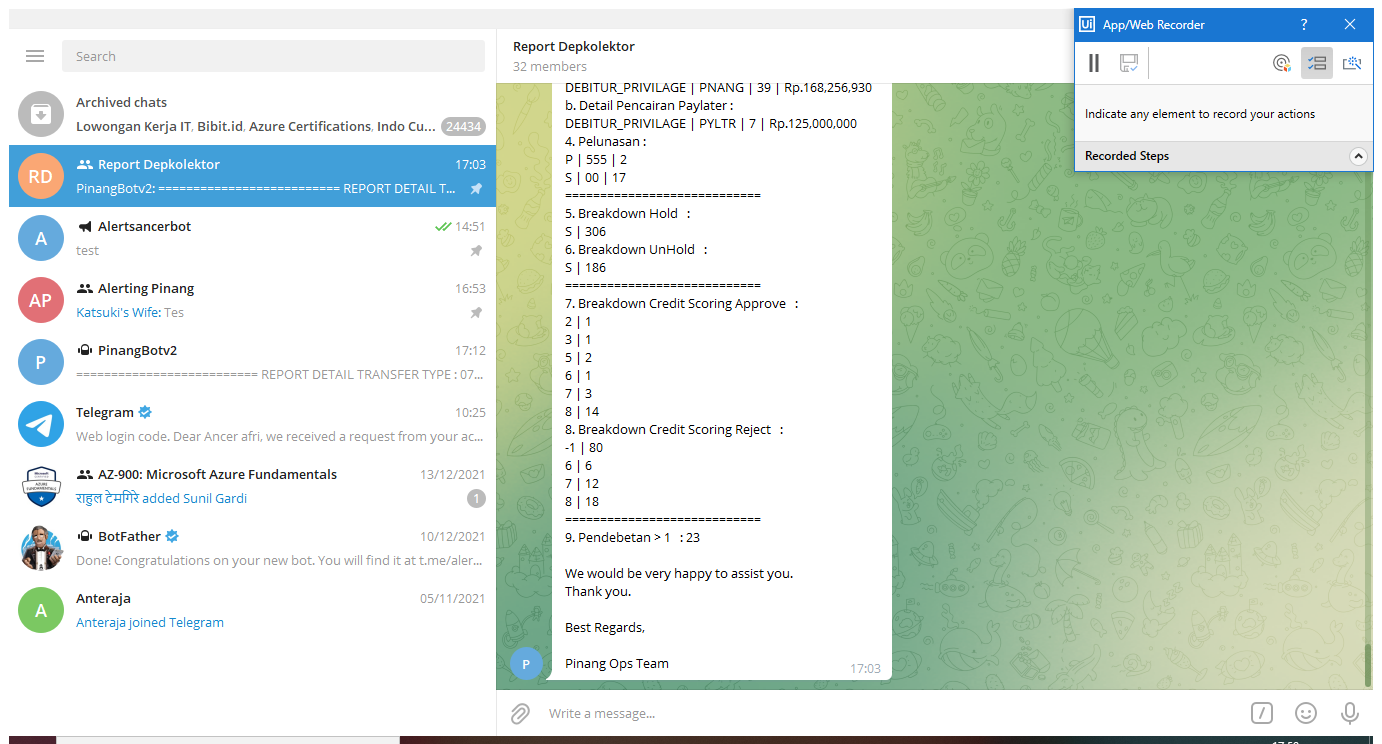 Search
Archived chats
Lowongan Kerja IT, Bibit.id, Azure Certifications, Indo Cu... 24434
RD
Report Depkolektor 17:03
PinangBotv2: ========================== REPORT DETAIL T...
A
Alertsancerbot 14:51
test
AP
Alerting Pinang 16:53
Katsuki's Wife: Tes
P
PinangBotv2 17:12
========================== REPORT DETAIL TRANSFER TYPE : 07...
Telegram 10:25
Web login code. Dear Ancer afri, we received a request from your ac...
AZ-900: Microsoft Azure Fundamentals 13/12/2021
राहुल टेमगिरे added Sunil Gardi 1
BotFather 10/12/2021
Done! Congratulations on your new bot. You will find it at t.me/aler...
A
Anteraja 05/11/2021
Anteraja joined Telegram
Report Depkolektor
32 members
DEBITUR_PRIVILAGE | PNANG | 39 | Rp.168,256,930
b. Detail Pencairan Paylater :
DEBITUR_PRIVILAGE | PYLTR | 7 | Rp.125,000,000
4. Pelunasan :
P | 555 | 2
S | 00 | 17
============================
5. Breakdown Hold :
S | 306
6. Breakdown UnHold :
S | 186
============================
7. Breakdown Credit Scoring Approve :
2 | 1
3 | 1
5 | 2
6 | 1
7 | 3
8 | 14
8. Breakdown Credit Scoring Reject :
-1 | 80
6 | 6
7 | 12
8 | 18
============================
9. Pendebetan > 1 : 23
We would be very happy to assist you.
Thank you.
Best Regards,
Pinang Ops Team
17:03
P
Write a message...
Ui App/Web Recorder ?
Indicate any element to record your actions
Recorded Steps